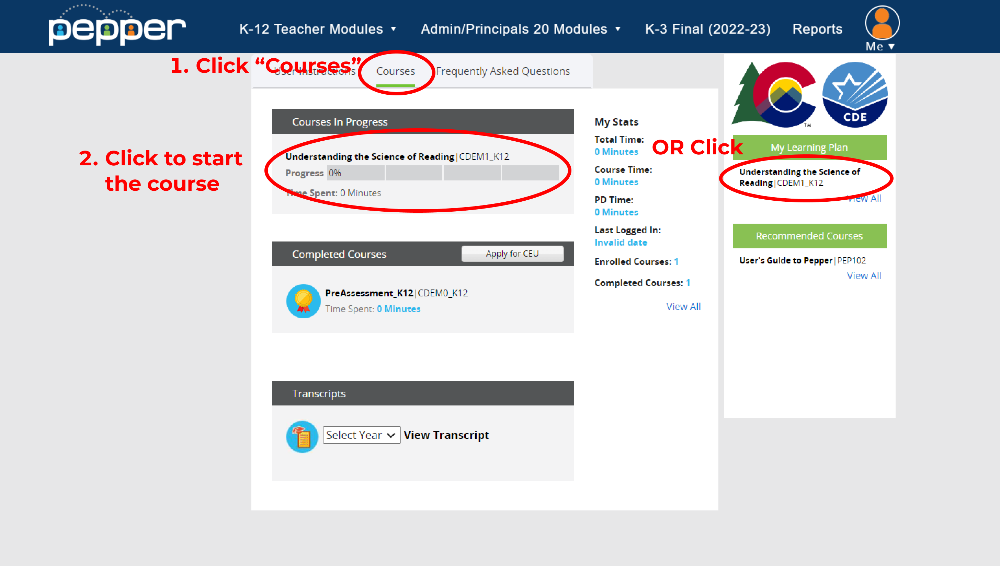 pepper
K-12 Teacher Modules ▾
Admin/Principals 20 Modules ▾
K-3 Final (2022-23)
Reports
Me ▼
1. Click “Courses”
User Instructions
Courses
Frequently Asked Questions
Courses In Progress
2. Click to start
the course
Understanding the Science of Reading|CDEM1_K12
Progress 0%
Time Spent: 0 Minutes
Completed Courses
Apply for CEU
PreAssessment_K12|CDEM0_K12
Time Spent: 0 Minutes
Transcripts
Select Year
View Transcript
My Stats
Total Time:
0 Minutes
Course Time:
0 Minutes
PD Time:
0 Minutes
Last Logged In:
Invalid date
Enrolled Courses: 1
Completed Courses: 1
View All
OR Click
TM
CDE
My Learning Plan
Understanding the Science of
Reading|CDEM1_K12
View All
Recommended Courses
User's Guide to Pepper|PEP102
View All